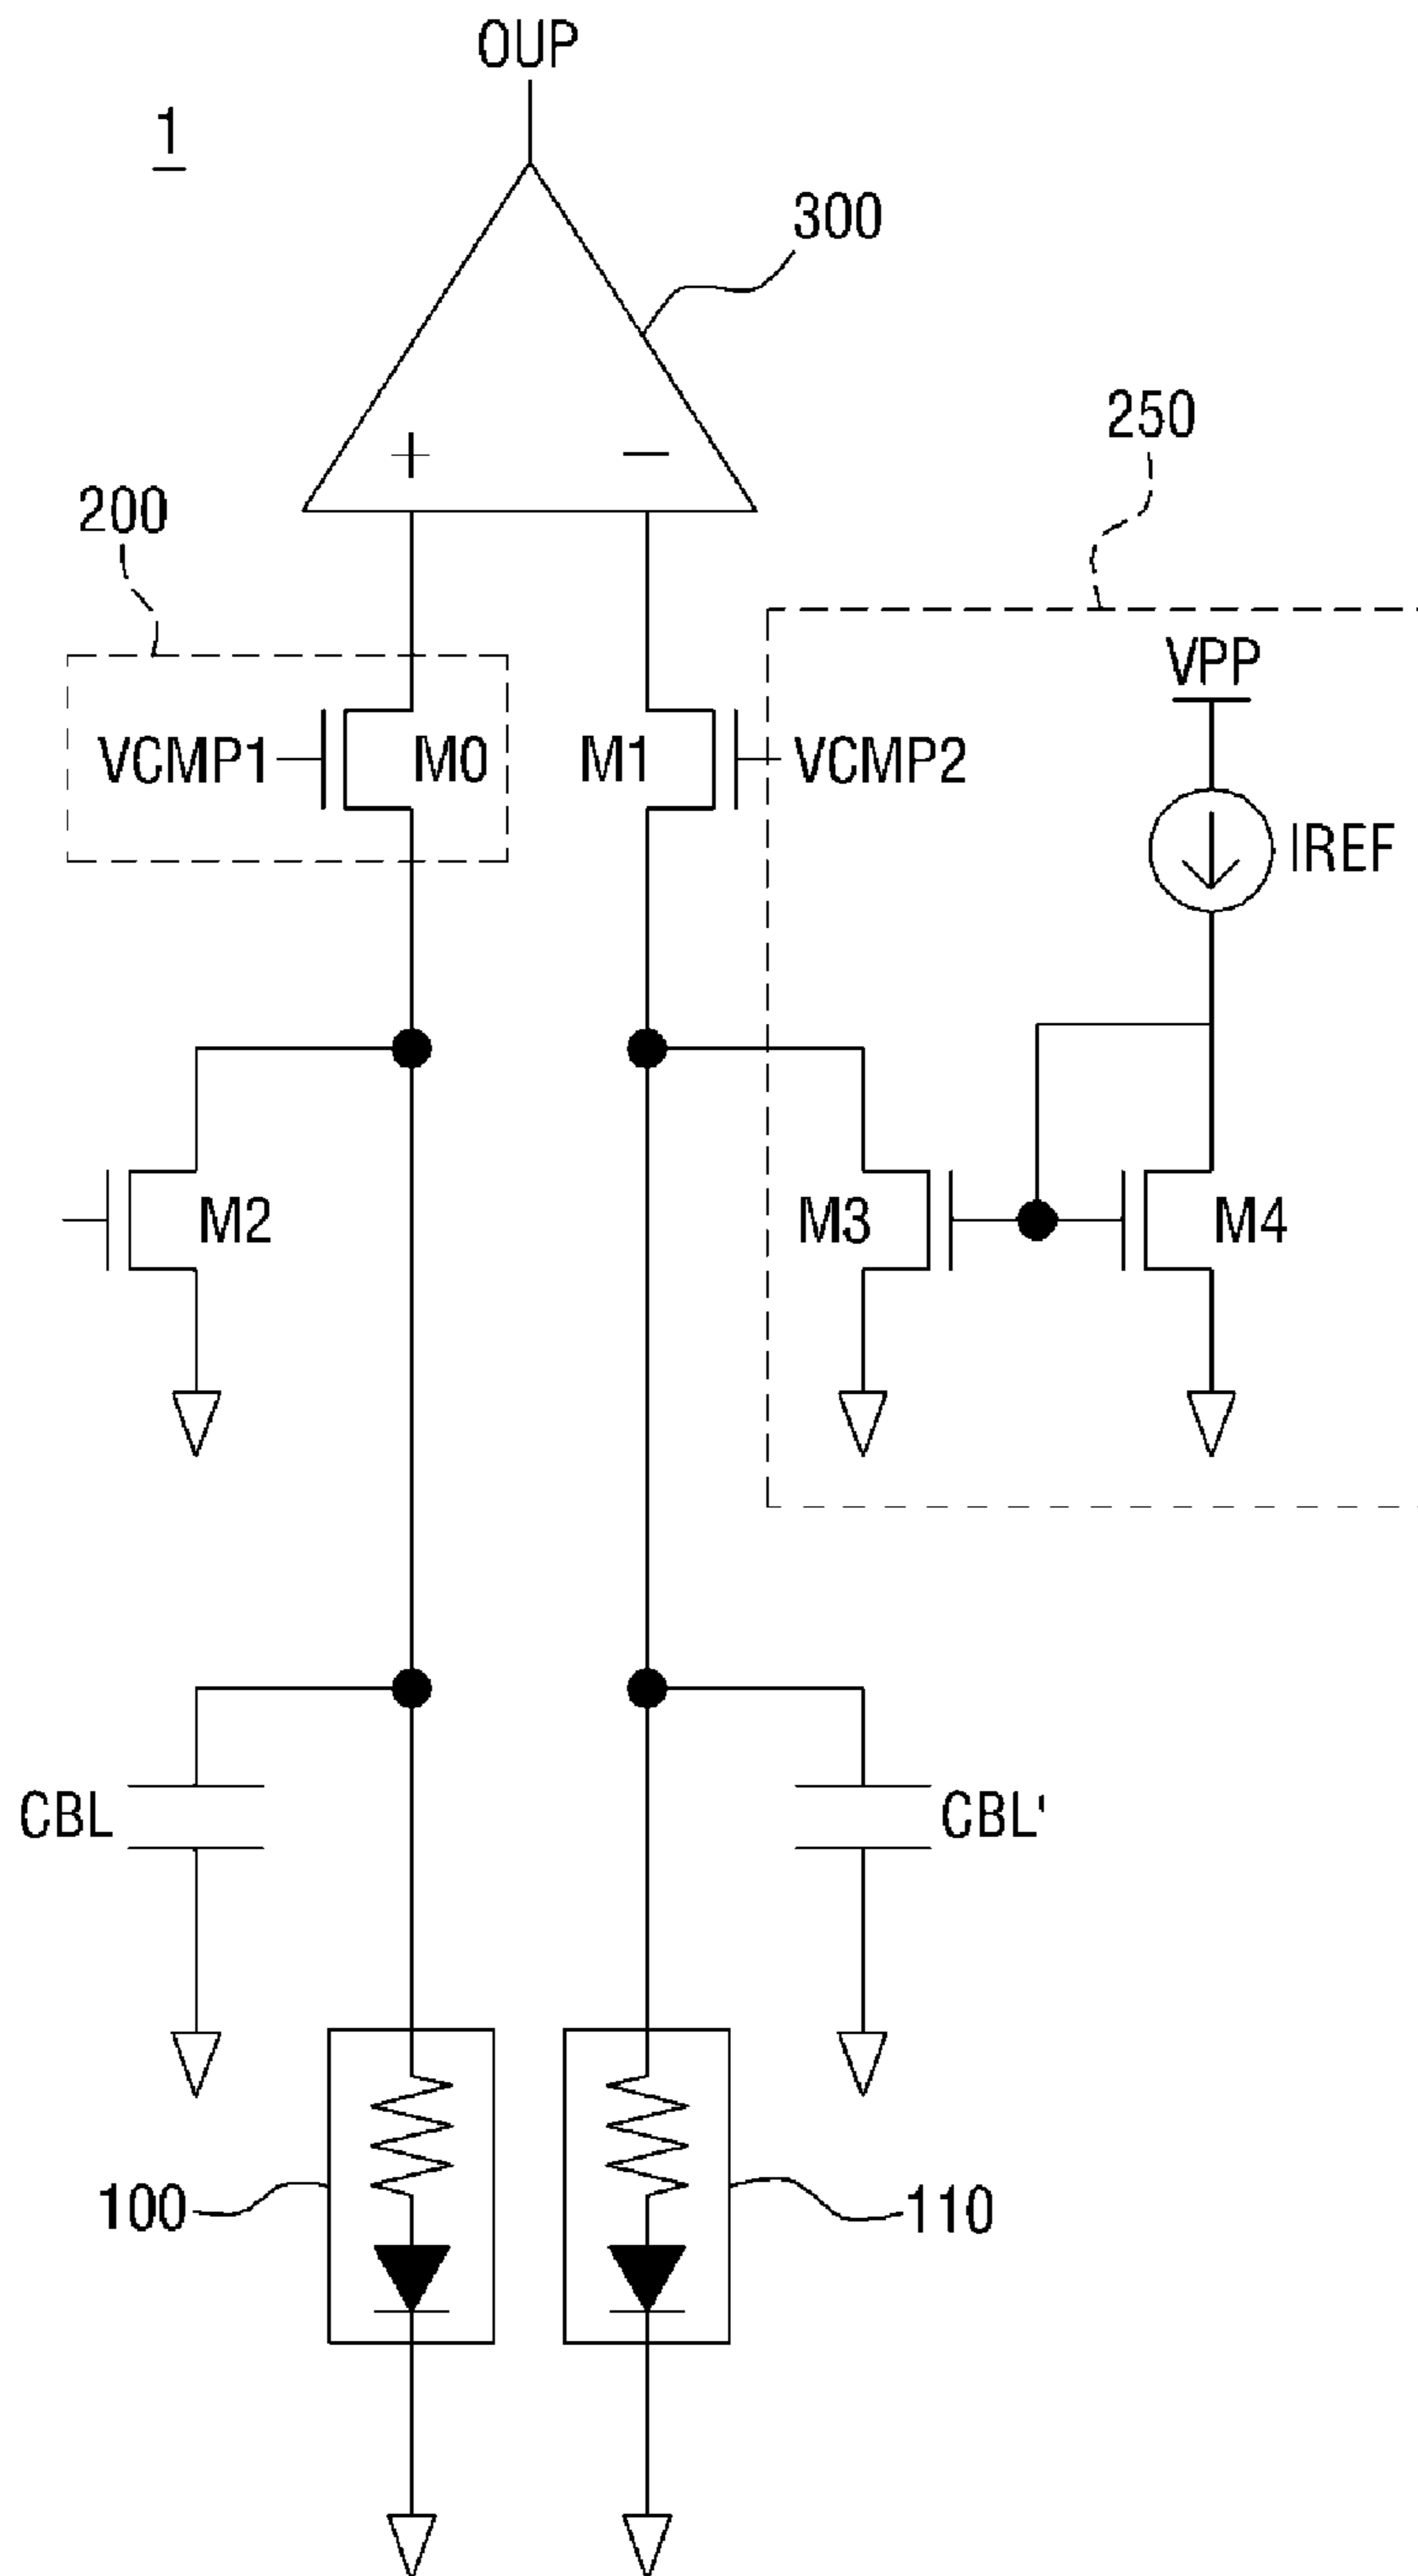 OUP
1
300
250
200
VPP
VCMP1
M0
M1
VCMP2
IREF
M2
M3
M4
CBL
CBL'
100
110